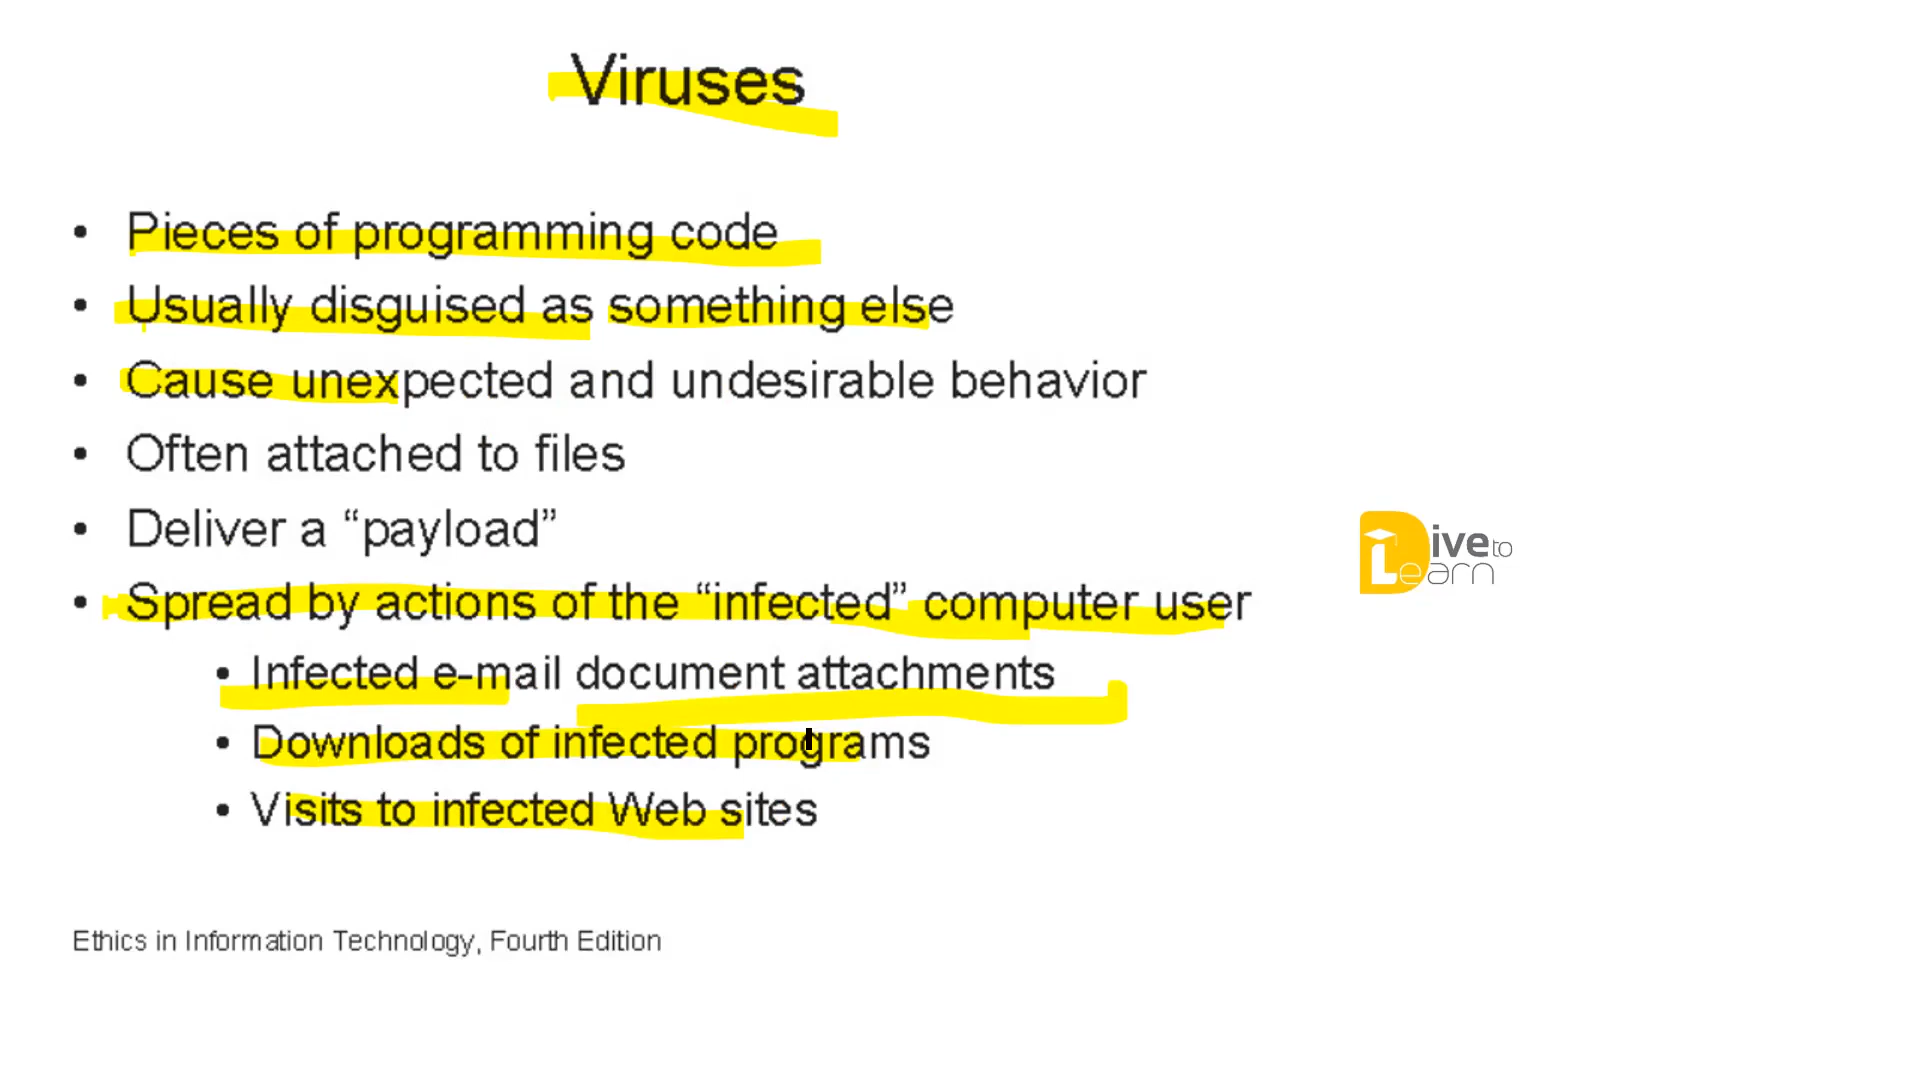 Viruses
• Pieces of programming code
• Usually disguised as something else
• Cause unexpected and undesirable behavior
• Often attached to files
• Deliver a “payload”
• Spread by actions of the “infected” computer user
• Infected e-mail document attachments
• Downloads of infected programs
• Visits to infected Web sites
Dive to
Learn
Ethics in Information Technology, Fourth Edition